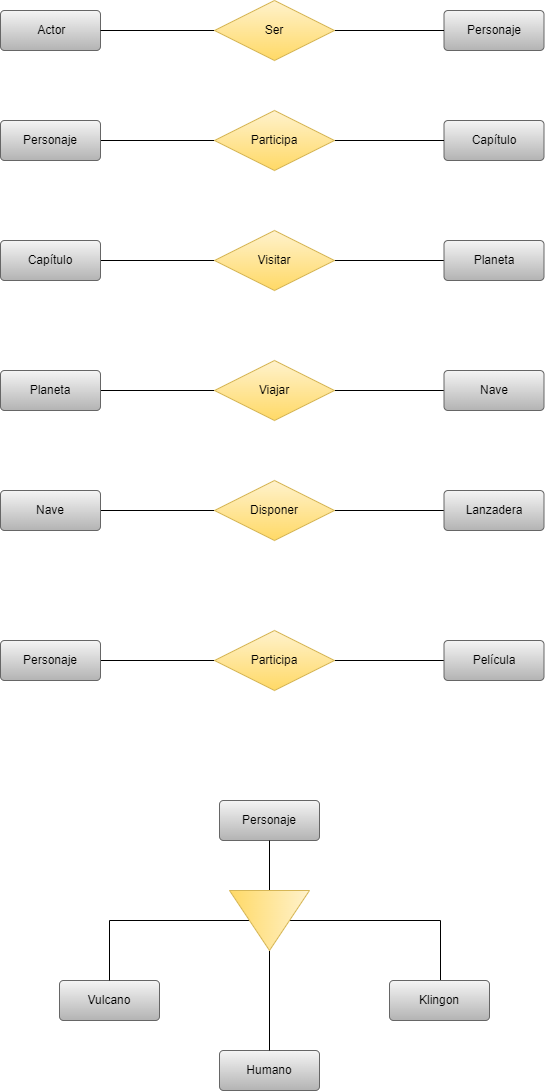 Actor Ser Personaje
Personaje Participa Capítulo
Capítulo Visitar Planeta
Planeta Viajar Nave
Nave Disponer Lanzadera
Personaje Participa Película
Personaje
Vulcano Klingon
Humano